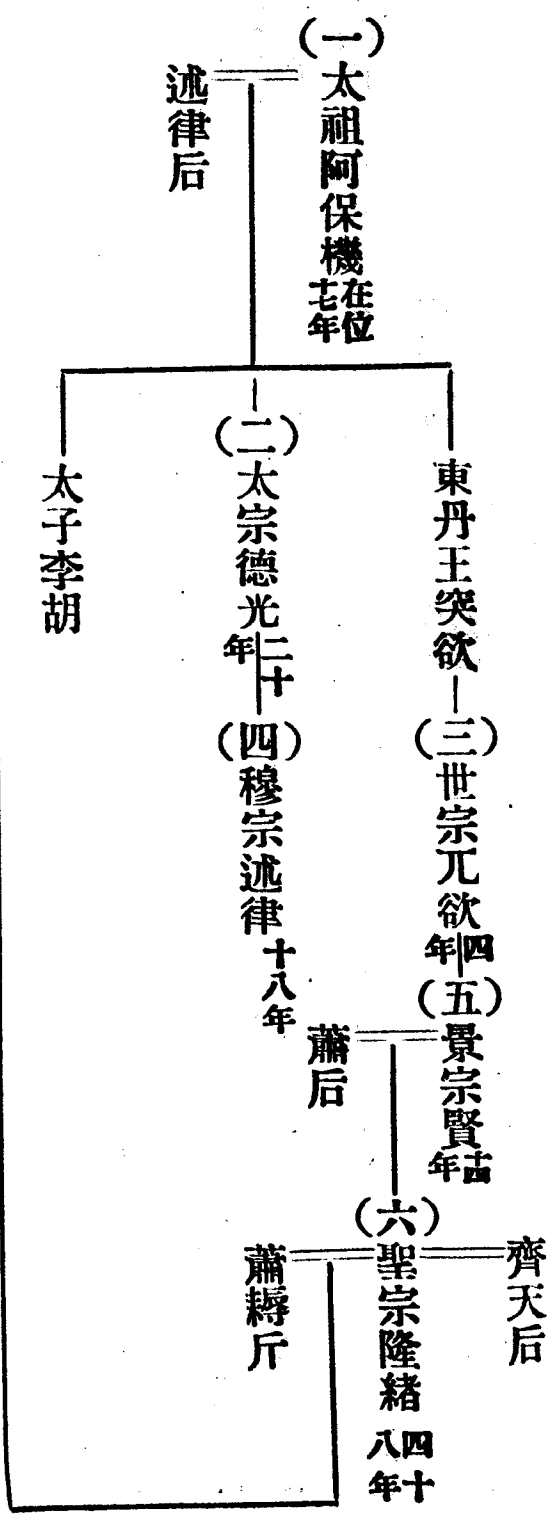 (一)太祖阿保機在位十七年
述律后
東丹王突欲
(二)太宗德光二十年
太子李胡
(三)世宗兀欲四年
(四)穆宗述律十八年
(五)景宗賢十四年
蕭后
(六)聖宗隆緒四十八年
齊天后
蕭耨斤